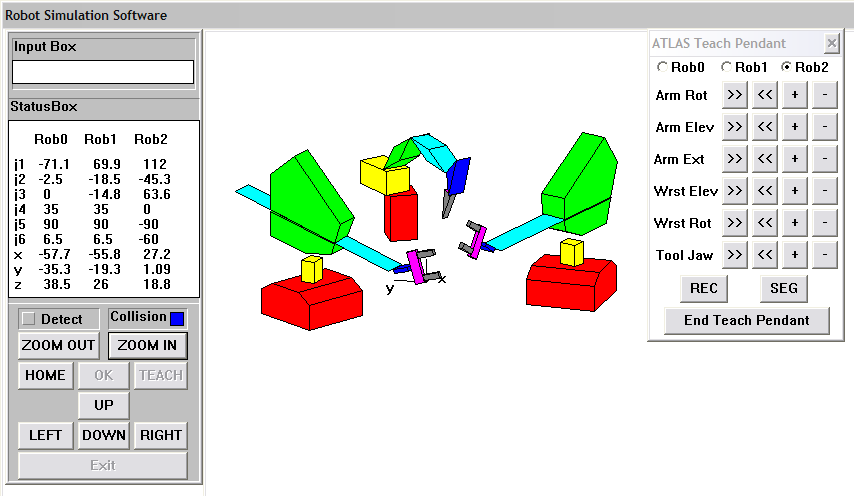 Robot Simulation Software
Input Box
StatusBox
Rob0 Rob1 Rob2
j1 -71.1 69.9 112
j2 -2.5 -18.5 -45.3
j3 0 -14.8 63.6
j4 35 35 0
j5 90 90 -90
j6 6.5 6.5 -60
x -57.7 -55.8 27.2
y -35.3 -19.3 1.09
z 38.5 26 18.8
Detect Collision
ZOOM OUT ZOOM IN
HOME OK TEACH
UP
LEFT DOWN RIGHT
Exit
y x
ATLAS Teach Pendant
Rob0 Rob1 Rob2
Arm Rot >> << + -
Arm Elev >> << + -
Arm Ext >> << + -
Wrst Elev >> << + -
Wrst Rot >> << + -
Tool Jaw >> << + -
REC SEG
End Teach Pendant